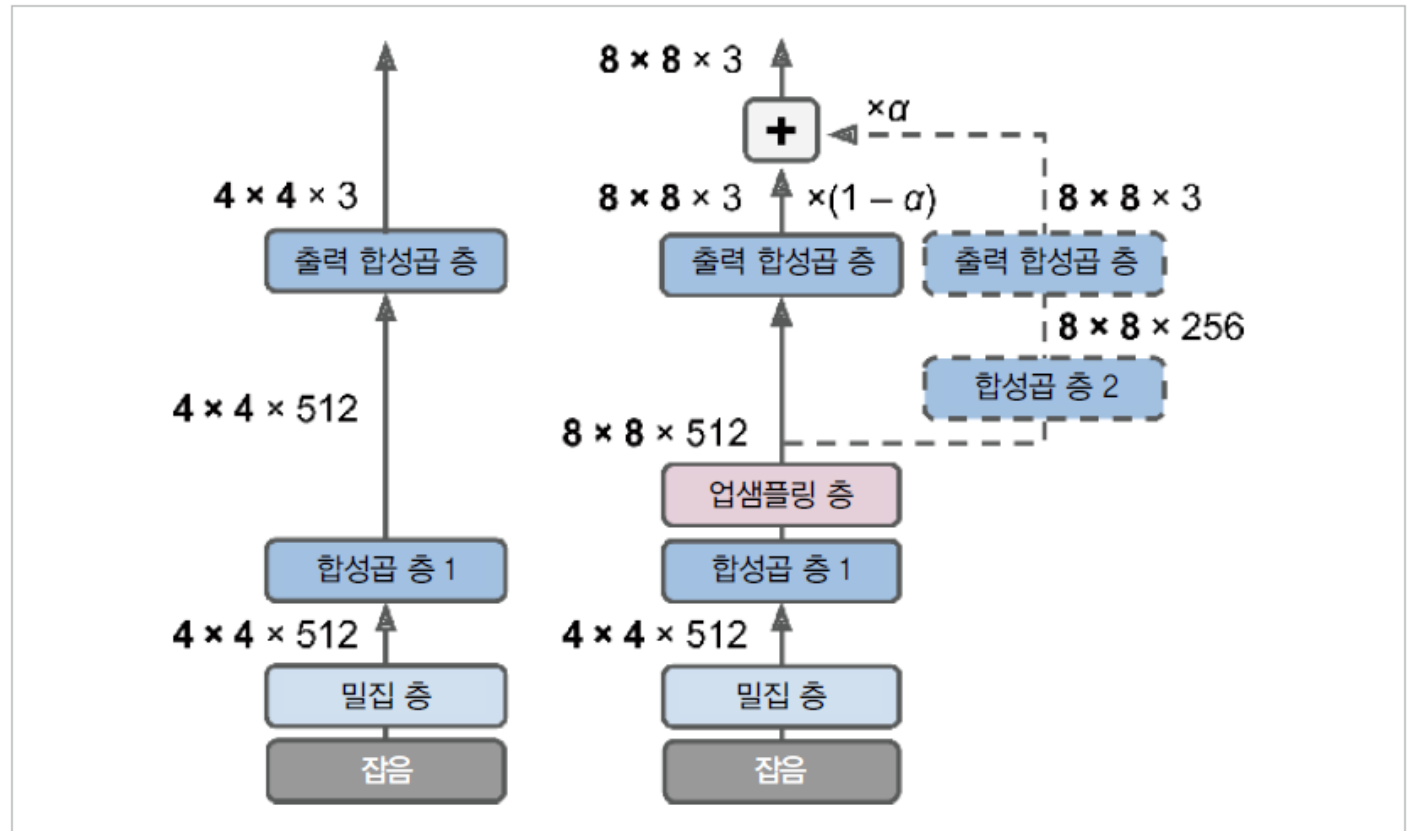 4 × 4 × 3
출력 합성곱 층
4 × 4 × 512
합성곱 층 1
4 × 4 × 512
밀집 층
잡음
8 × 8 × 3
+
×α
8 × 8 × 3
×(1 – α)
8 × 8 × 3
출력 합성곱 층
출력 합성곱 층
8 × 8 × 256
합성곱 층 2
8 × 8 × 512
업샘플링 층
합성곱 층 1
4 × 4 × 512
밀집 층
잡음